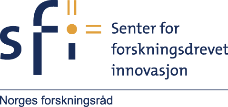 sfi
Senter for
forskningsdrevet
innovasjon
Norges forskningsråd